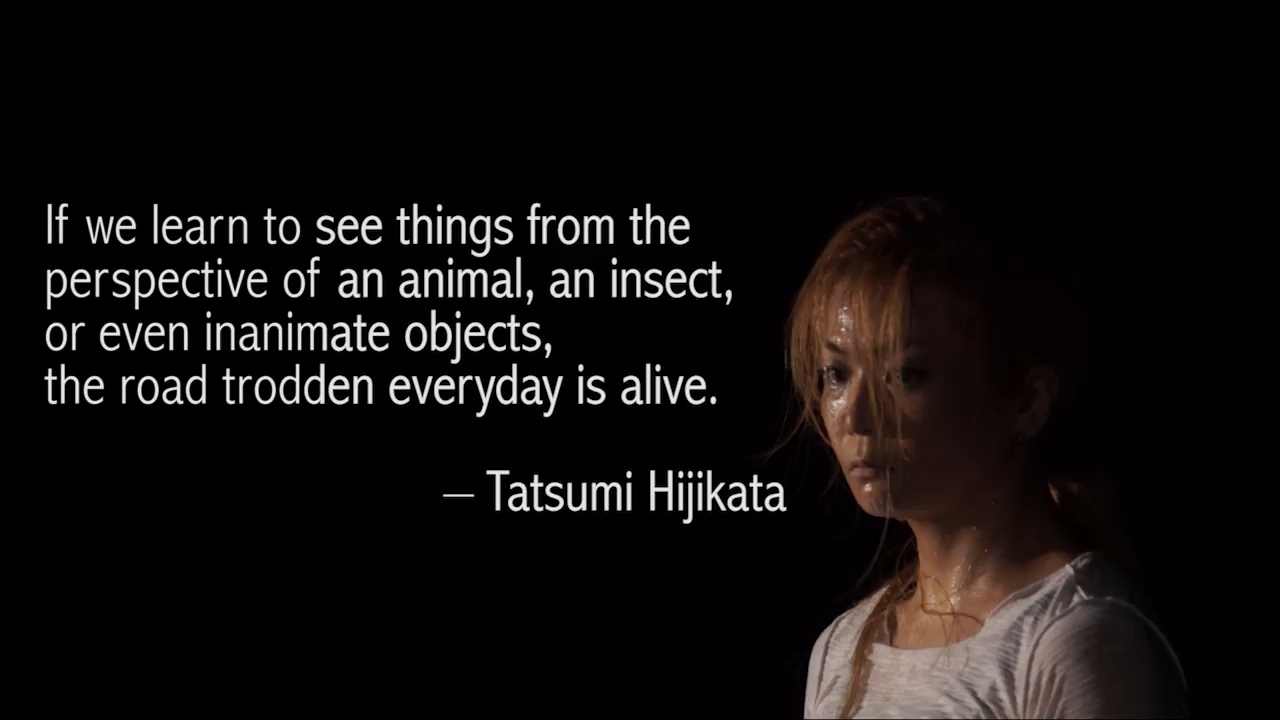 If we learn to see things from the
perspective of an animal, an insect,
or even inanimate objects,
the road trodden everyday is alive.
— Tatsumi Hijikata